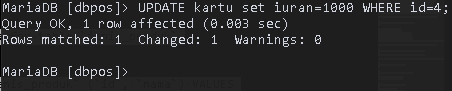 MariaDB [dbpos]> UPDATE kartu set iuran=1000 WHERE id=4;
Query OK, 1 row affected (0.003 sec)
Rows matched: 1  Changed: 1  Warnings: 0
MariaDB [dbpos]>